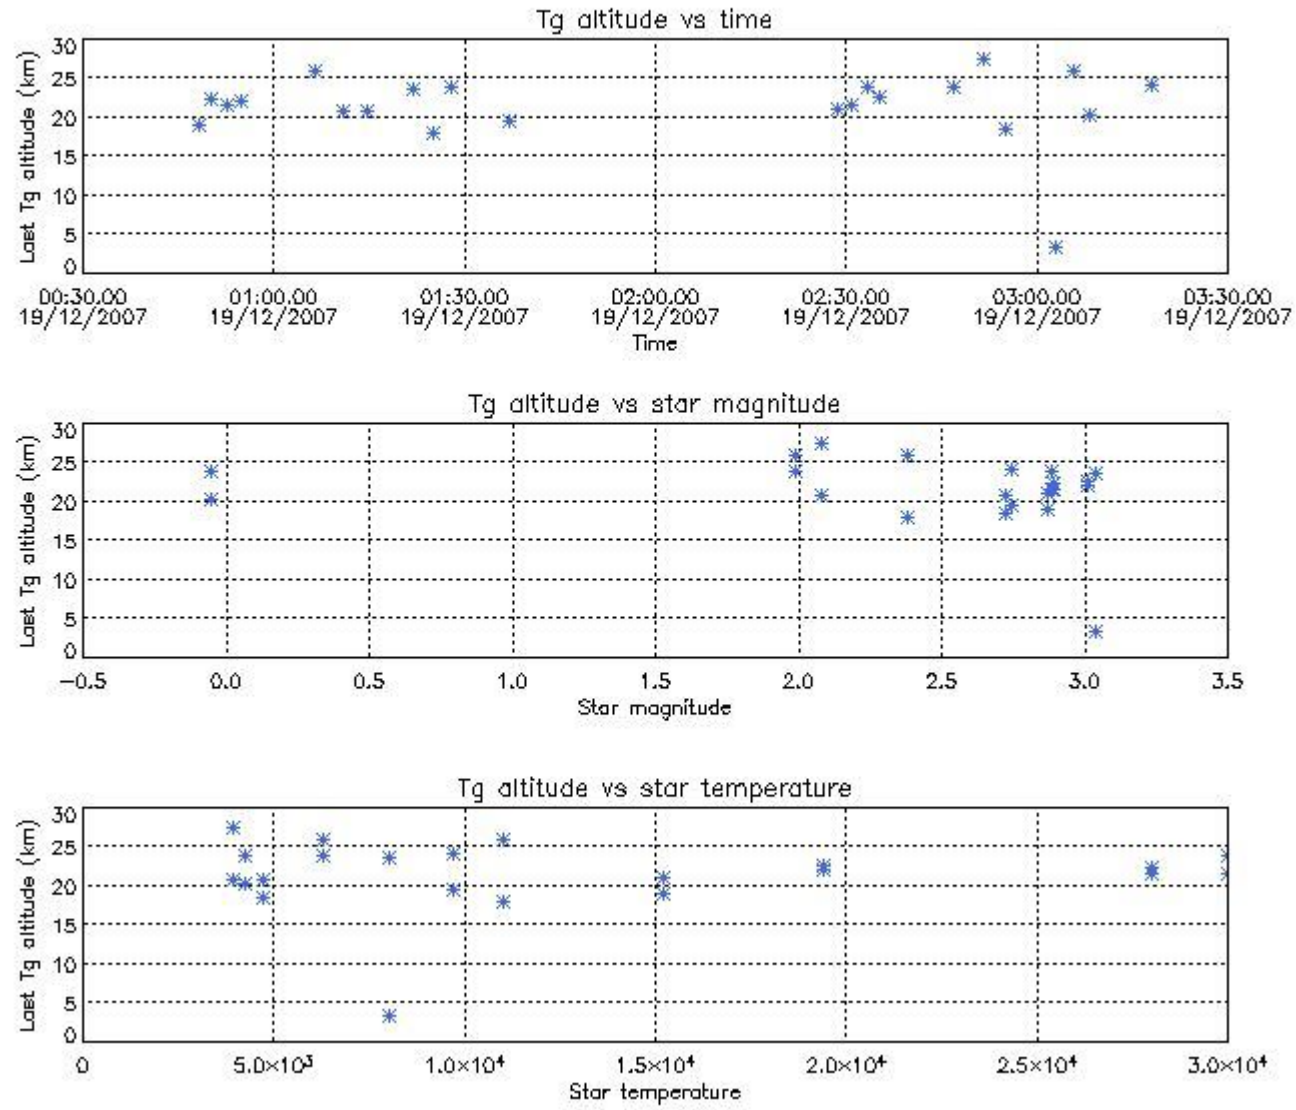 Tg altitude vs time
Last Tg altitude (km)
30
25
20
15
10
5
0
00:30.00 01:00.00 01:30.00 02:00.00 02:30.00 03:00.00 03:30.00
19/12/2007 19/12/2007 19/12/2007 19/12/2007 19/12/2007 19/12/2007 19/12/2007
Time
Tg altitude vs star magnitude
Last Tg altitude (km)
30
25
20
15
10
5
0
−0.5 0.0 0.5 1.0 1.5 2.0 2.5 3.0 3.5
Star magnitude
Tg altitude vs star temperature
Last Tg altitude (km)
30
25
20
15
10
5
0
0 5.0×10³ 1.0×10⁴ 1.5×10⁴ 2.0×10⁴ 2.5×10⁴ 3.0×10⁴
Star temperature